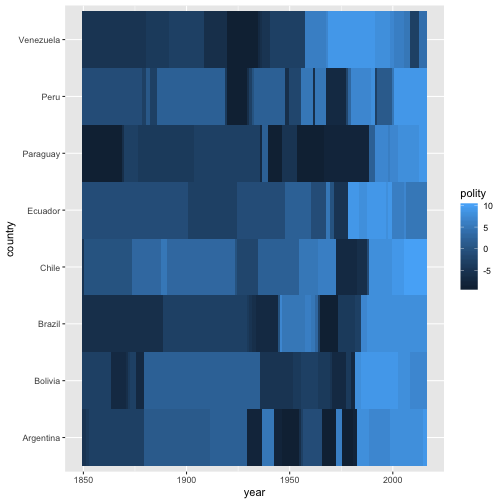 Venezuela
Peru
Paraguay
Ecuador
Chile
Brazil
Bolivia
Argentina
country
1850
1900
1950
2000
year
polity
10
5
0
-5